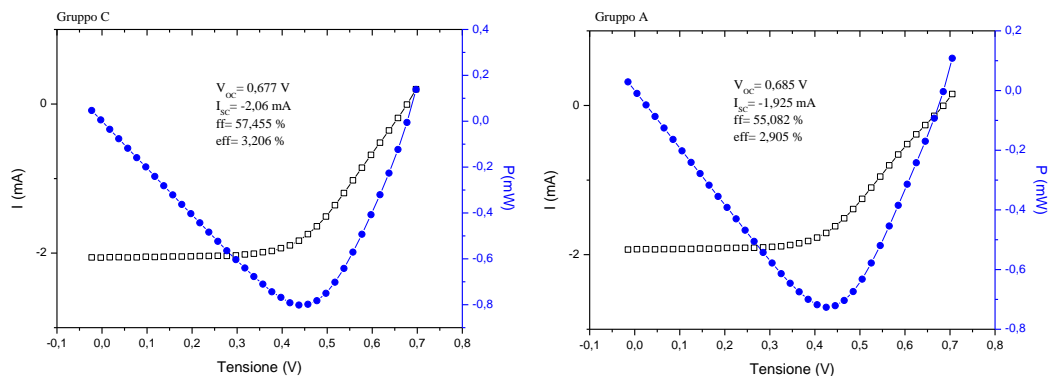 Gruppo C
V_OC= 0,677 V
I_SC= -2,06 mA
ff= 57,455 %
eff= 3,206 %
I (mA)
0
-2
P(mW)
0,4
0,2
0,0
-0,2
-0,4
-0,6
-0,8
-0,1 0,0 0,1 0,2 0,3 0,4 0,5 0,6 0,7 0,8
Tensione (V)
Gruppo A
V_OC= 0,685 V
I_SC= -1,925 mA
ff= 55,082 %
eff= 2,905 %
I (mA)
0
-2
P(mW)
0,2
0,0
-0,2
-0,4
-0,6
-0,8
-0,1 0,0 0,1 0,2 0,3 0,4 0,5 0,6 0,7 0,8
Tensione (V)